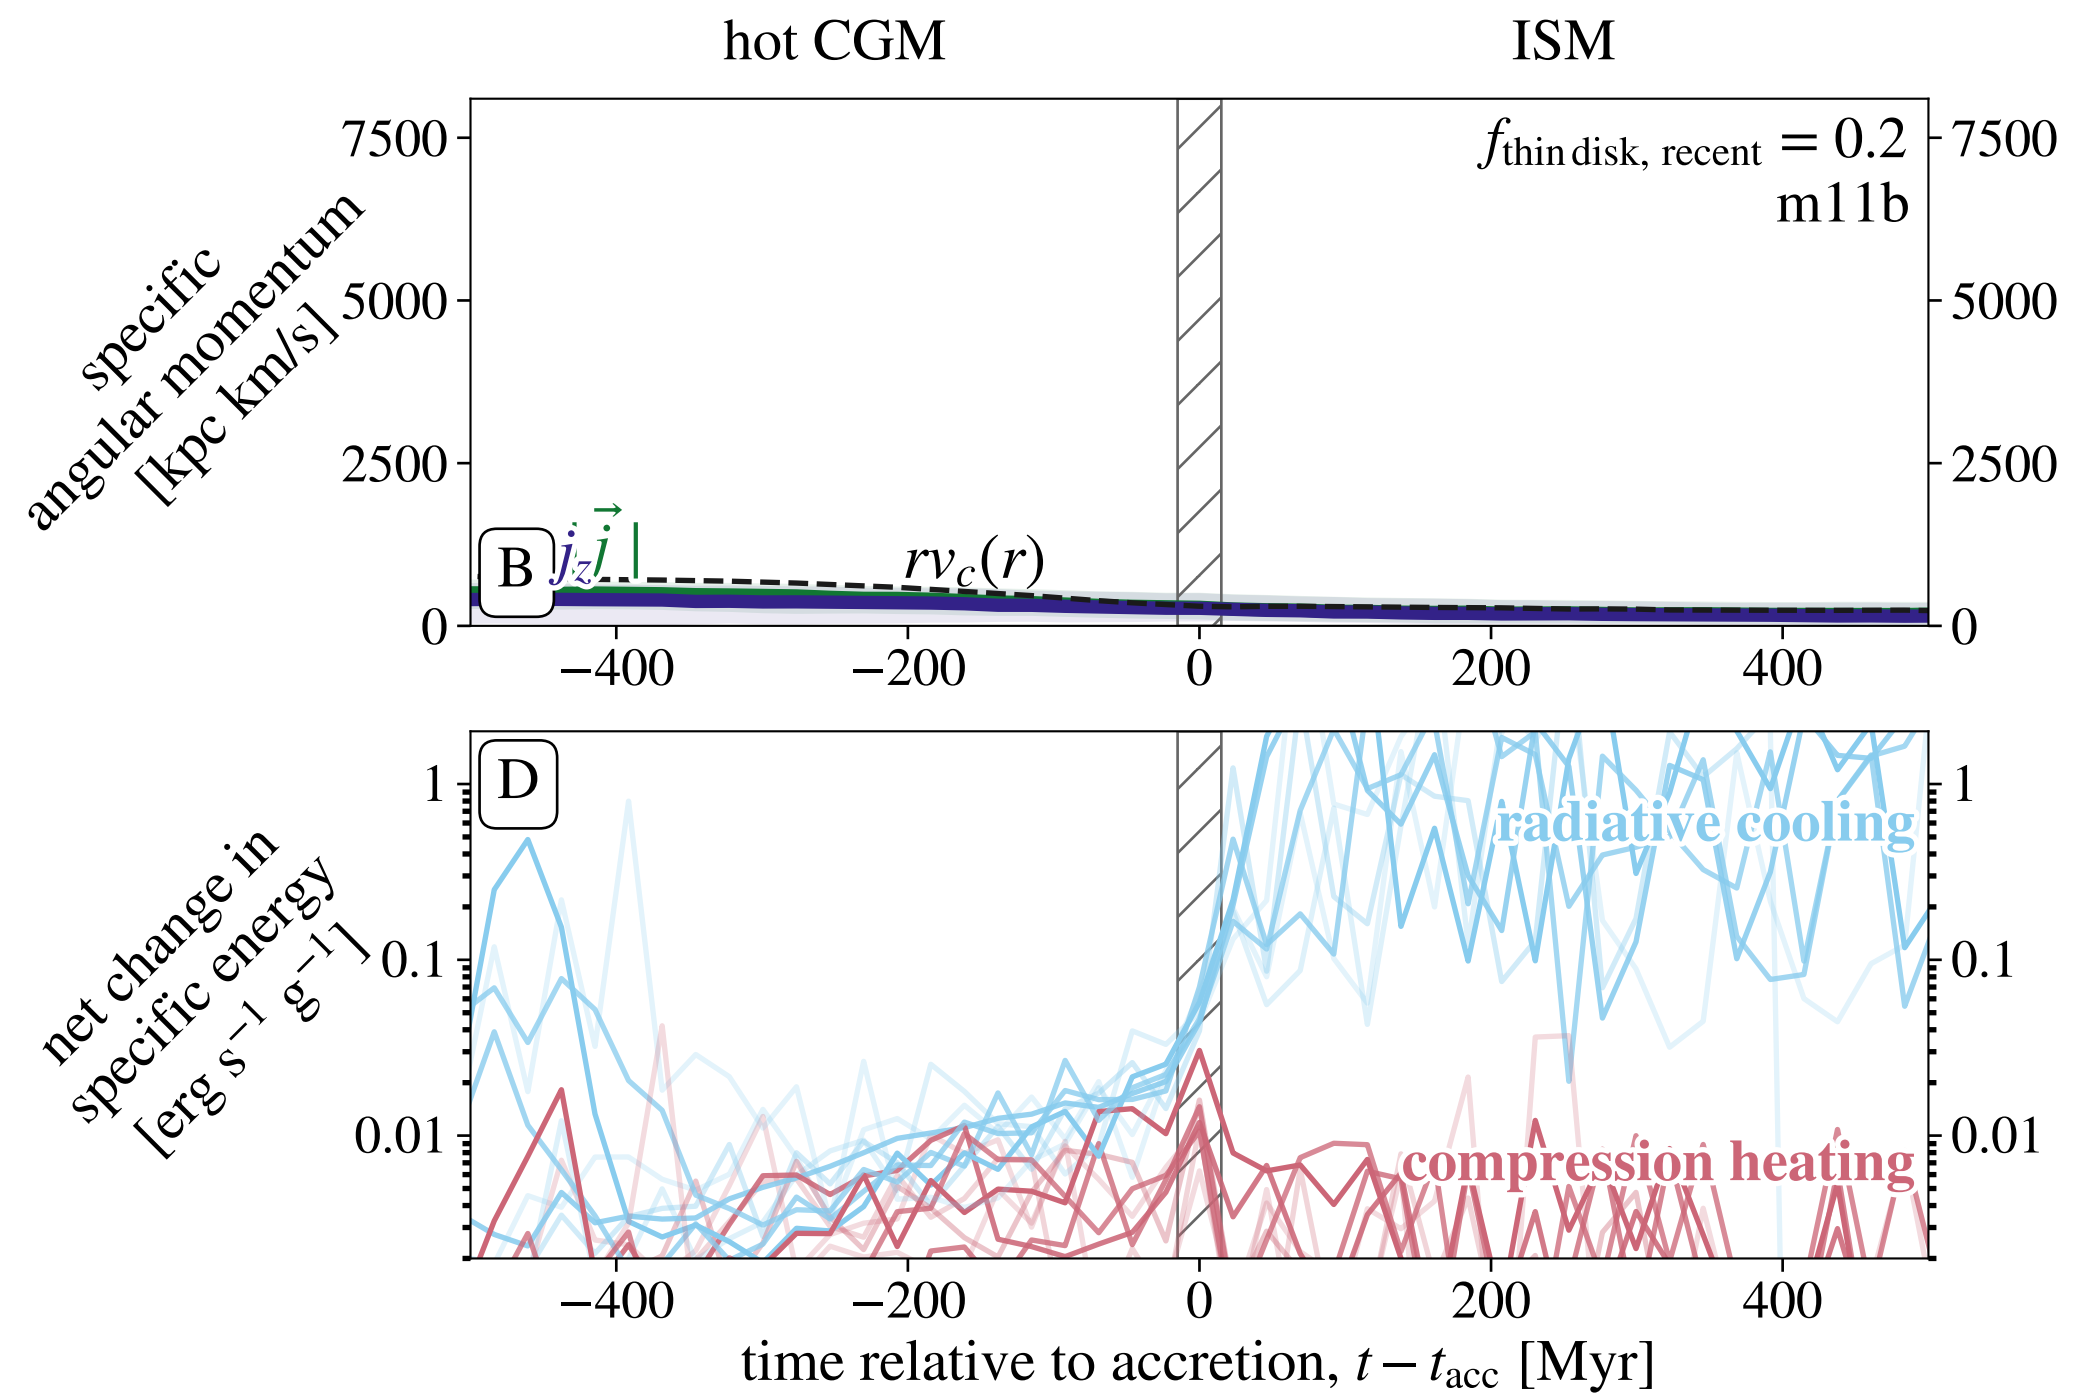 hot CGM
ISM
7500
7500
f_thin disk, recent = 0.2
m11b
specific
angular momentum
[kpc km/s]
5000
5000
2500
2500
B
j_z
|j⃗|
rv_c(r)
0
0
−400
−200
0
200
400
D
1
1
radiative cooling
net change in
specific energy
[erg s⁻¹ g⁻¹]
0.1
0.1
0.01
0.01
compression heating
−400
−200
0
200
400
time relative to accretion, t − t_acc [Myr]